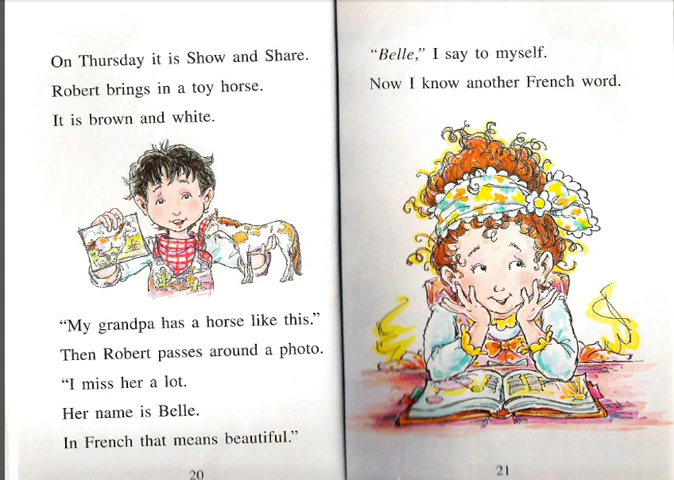 On Thursday it is Show and Share.
Robert brings in a toy horse.
It is brown and white.
“My grandpa has a horse like this.”
Then Robert passes around a photo.
“I miss her a lot.
Her name is Belle.
In French that means beautiful.”
20
“Belle,” I say to myself.
Now I know another French word.
21